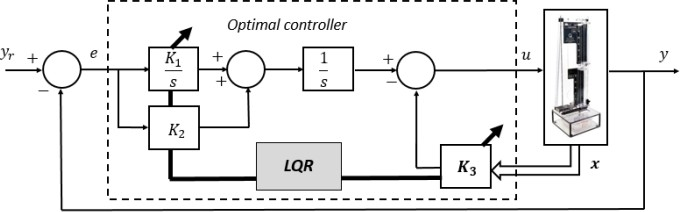 Optimal controller
y_r + e K_1 / s + 1 / s + u y
− + −
K_2
LQR K_3 x